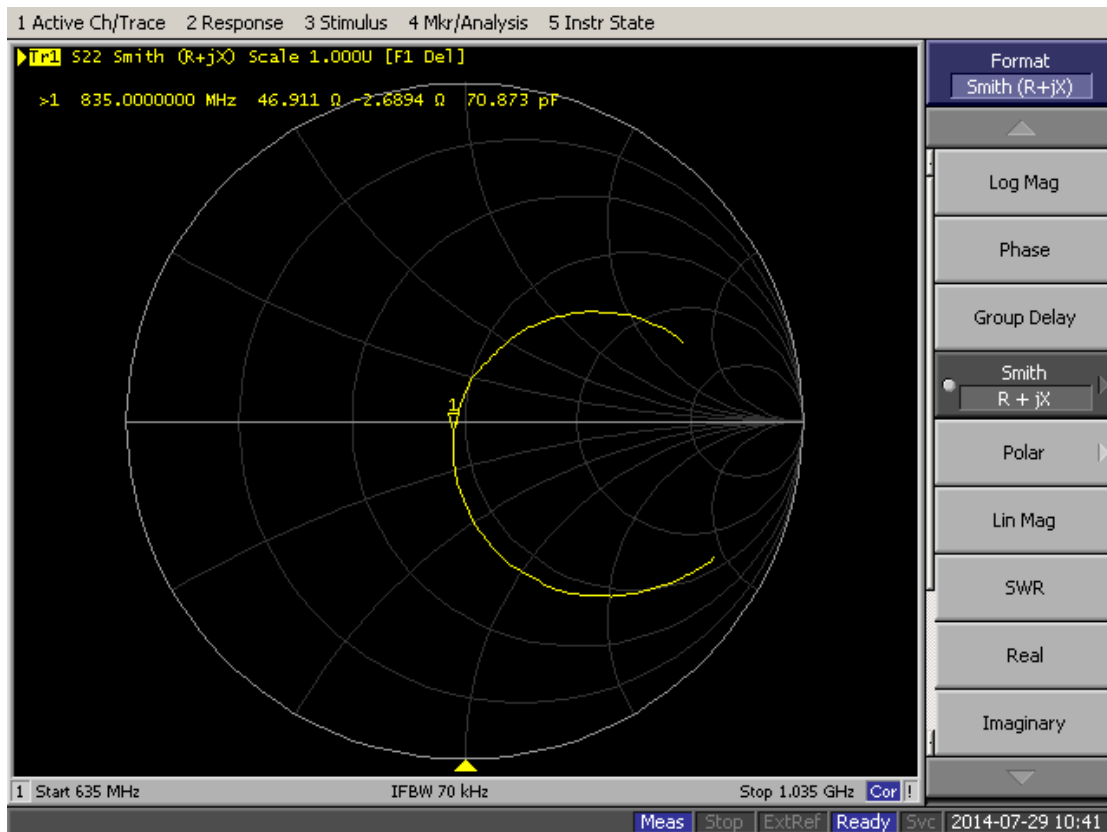 1 Active Ch/Trace 2 Response 3 Stimulus 4 Mkr/Analysis 5 Instr State
Tr1 S22 Smith (R+jX) Scale 1.000U [F1 Del]
>1 835.0000000 MHz 46.911 Ω -2.6894 Ω 70.873 pF
1
Format
Smith (R+jX)
Log Mag
Phase
Group Delay
Smith
R + jX
Polar
Lin Mag
SWR
Real
Imaginary
1 Start 635 MHz IFBW 70 kHz Stop 1.035 GHz Cor !
Meas Stop ExtRef Ready Svc 2014-07-29 10:41